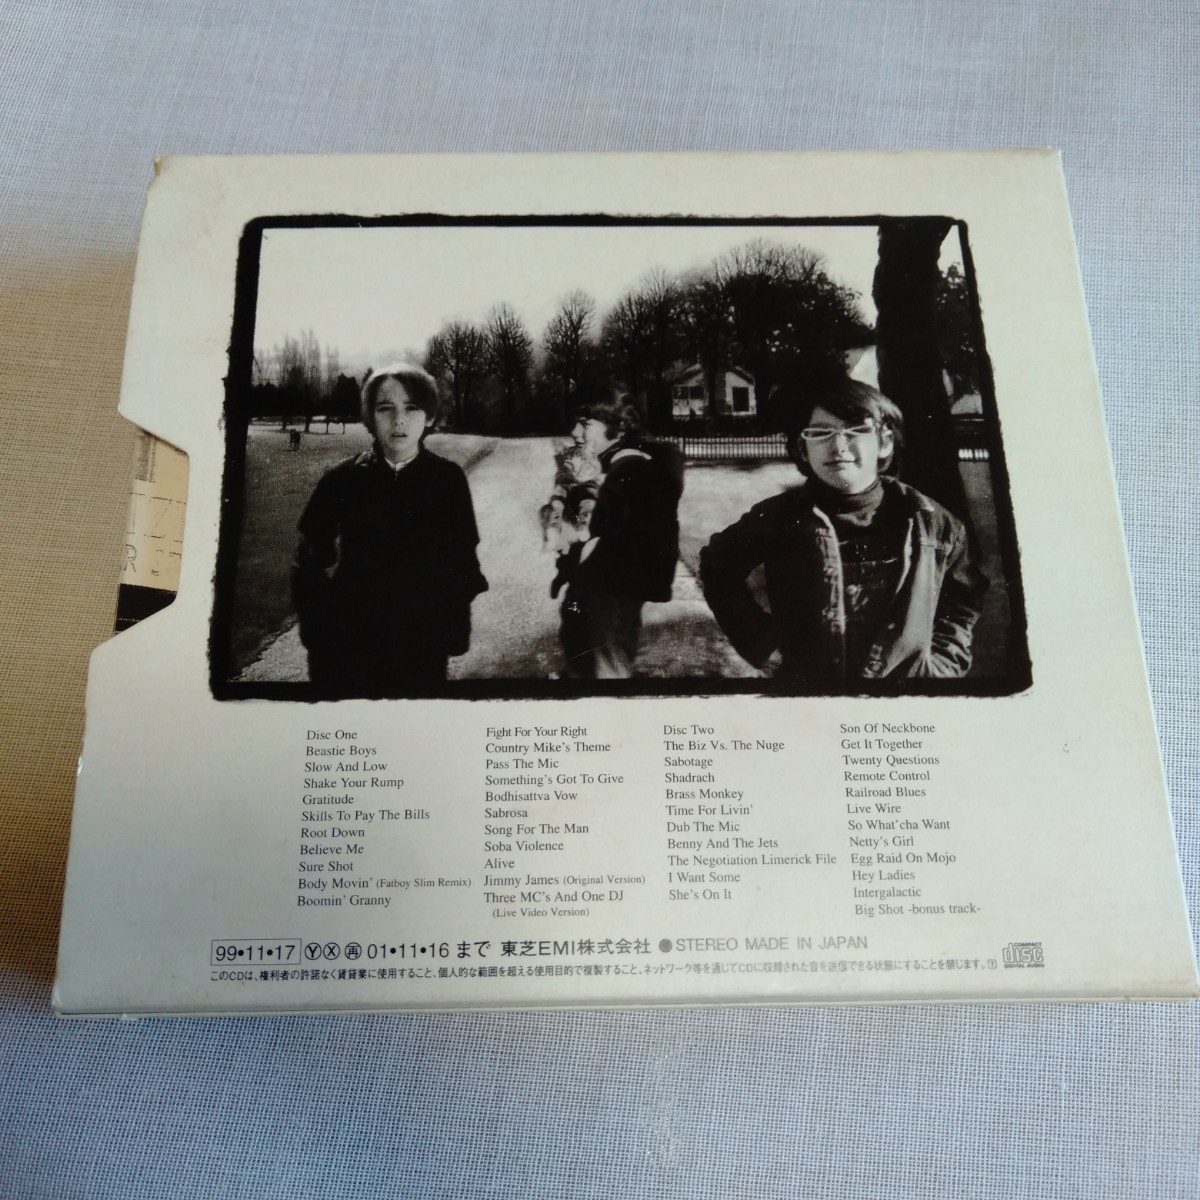 Disc One
Beastie Boys
Slow And Low
Shake Your Rump
Gratitude
Skills To Pay The Bills
Root Down
Believe Me
Sure Shot
Body Movin' (Fatboy Slim Remix)
Boomin' Granny
Fight For Your Right
Country Mike's Theme
Pass The Mic
Something's Got To Give
Bodhisattva Vow
Sabrosa
Song For The Man
Soba Violence
Alive
Jimmy James (Original Version)
Three MC's And One DJ
(Live Video Version)
Disc Two
The Biz Vs. The Nuge
Sabotage
Shadrach
Brass Monkey
Time For Livin'
Dub The Mic
Benny And The Jets
The Negotiation Limerick File
I Want Some
She's On It
Son Of Neckbone
Get It Together
Twenty Questions
Remote Control
Railroad Blues
Live Wire
So What'cha Want
Netty's Girl
Egg Raid On Mojo
Hey Ladies
Intergalactic
Big Shot -bonus track-
99•11•17 Ⓨ Ⓧ ㊢ 01•11•16 まで 東芝EMI株式会社 ●STEREO MADE IN JAPAN
このCDは、権利者の許諾なく賃貸業に使用すること、個人的な範囲を超える使用目的で複製すること、ネットワーク等を通じてCDに収録された音を送信できる状態にすることを禁じます。
COMPACT
disc
DIGITAL AUDIO